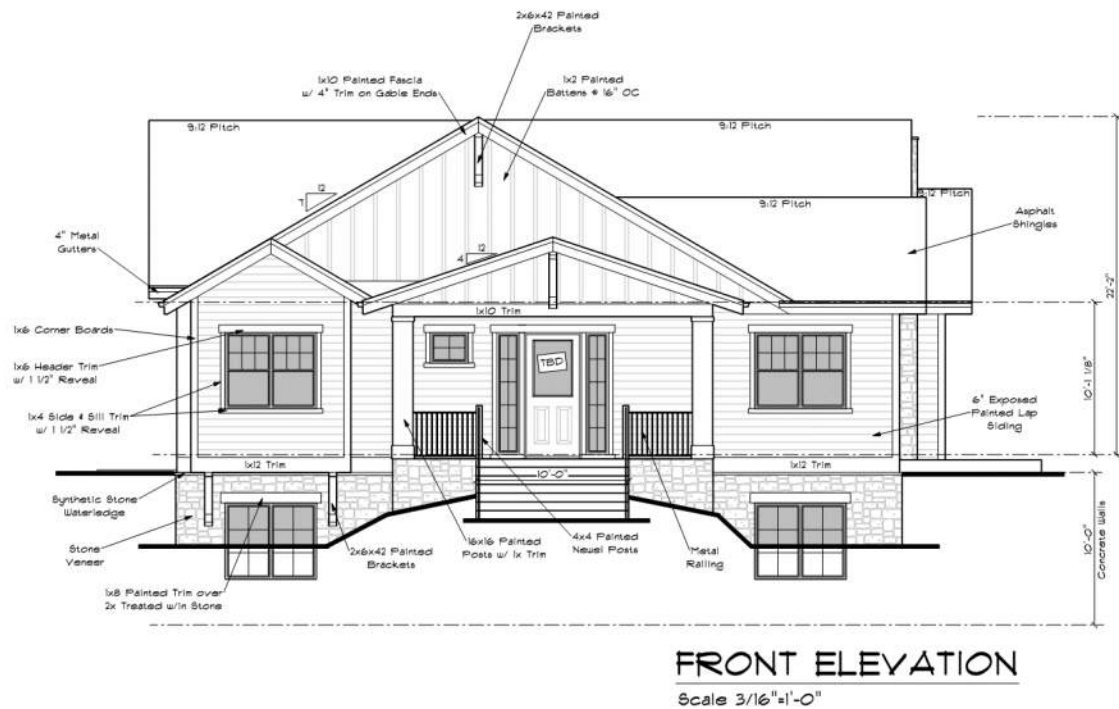 2x6x42 Painted
Brackets
1x10 Painted Fascia
w/ 4" Trim on Gable Ends
1x2 Painted
Battens @ 16" OC
9:12 Pitch
9:12 Pitch
9:12 Pitch
12
7
9:12 Pitch
Asphalt
Shingles
4" Metal
Gutters
12
4
22'-2"
1x10 Trim
1x6 Corner Boards
1x6 Header Trim
w/ 1 1/2" Reveal
TBD
10'-1 1/8"
1x4 Side & Sill Trim
w/ 1 1/2" Reveal
6" Exposed
Painted Lap
Siding
1x12 Trim
10'-0"
1x12 Trim
Synthetic Stone
Waterledge
Stone
Veneer
2x6x42 Painted
Brackets
16x16 Painted
Posts w/ 1x Trim
4x4 Painted
Newel Posts
Metal
Railing
10'-0"
Concrete Walls
1x8 Painted Trim over
2x Treated w/in Stone
FRONT ELEVATION
Scale 3/16"=1'-0"